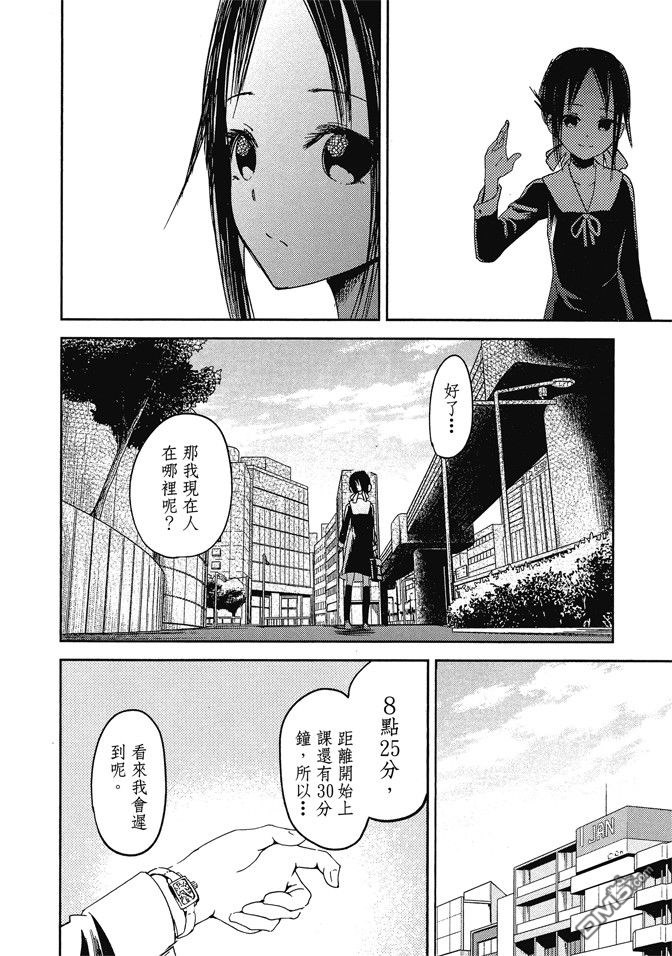 好了⋯
那我現在人
在哪裡呢？
8點25分，
距離開始上
課還有30分
鐘，所以⋯
看來我會遲
到呢。
I JAN
DM5.com